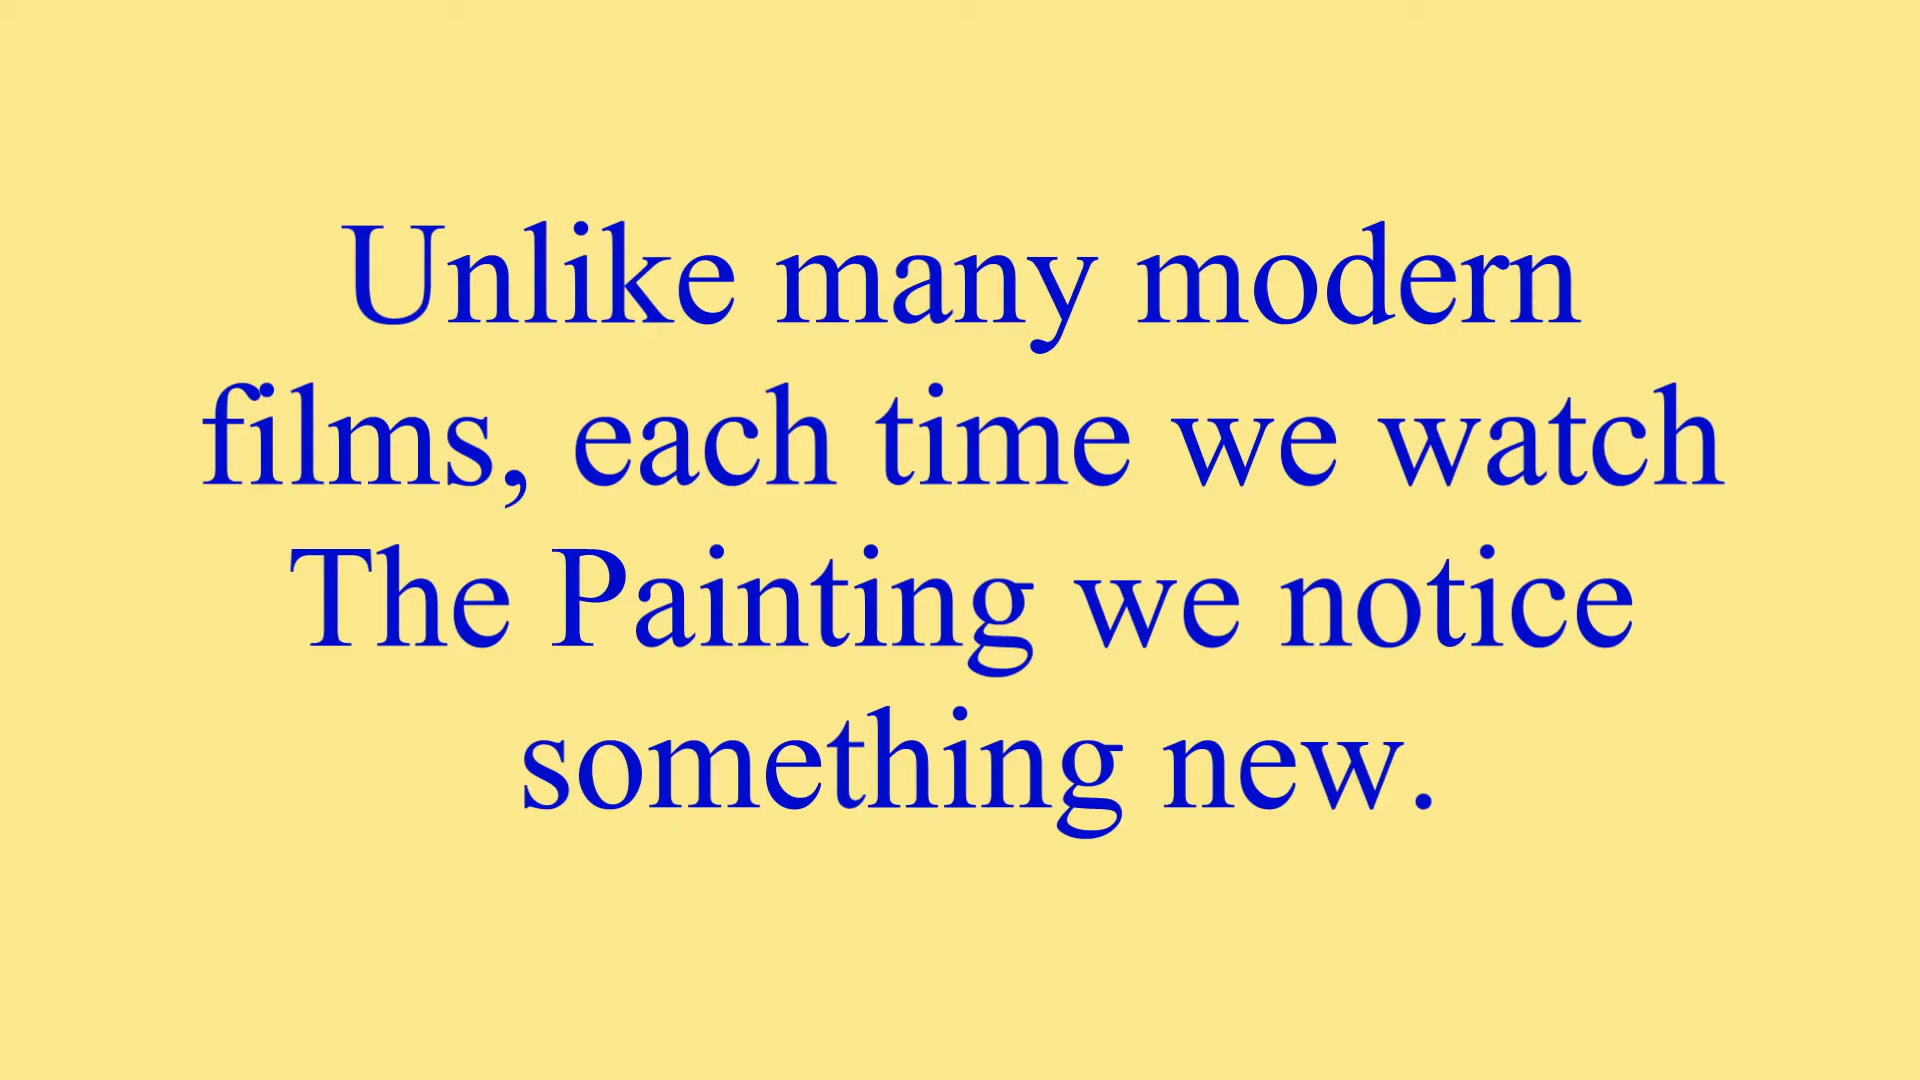 Unlike many modern
films, each time we watch
The Painting we notice
something new.